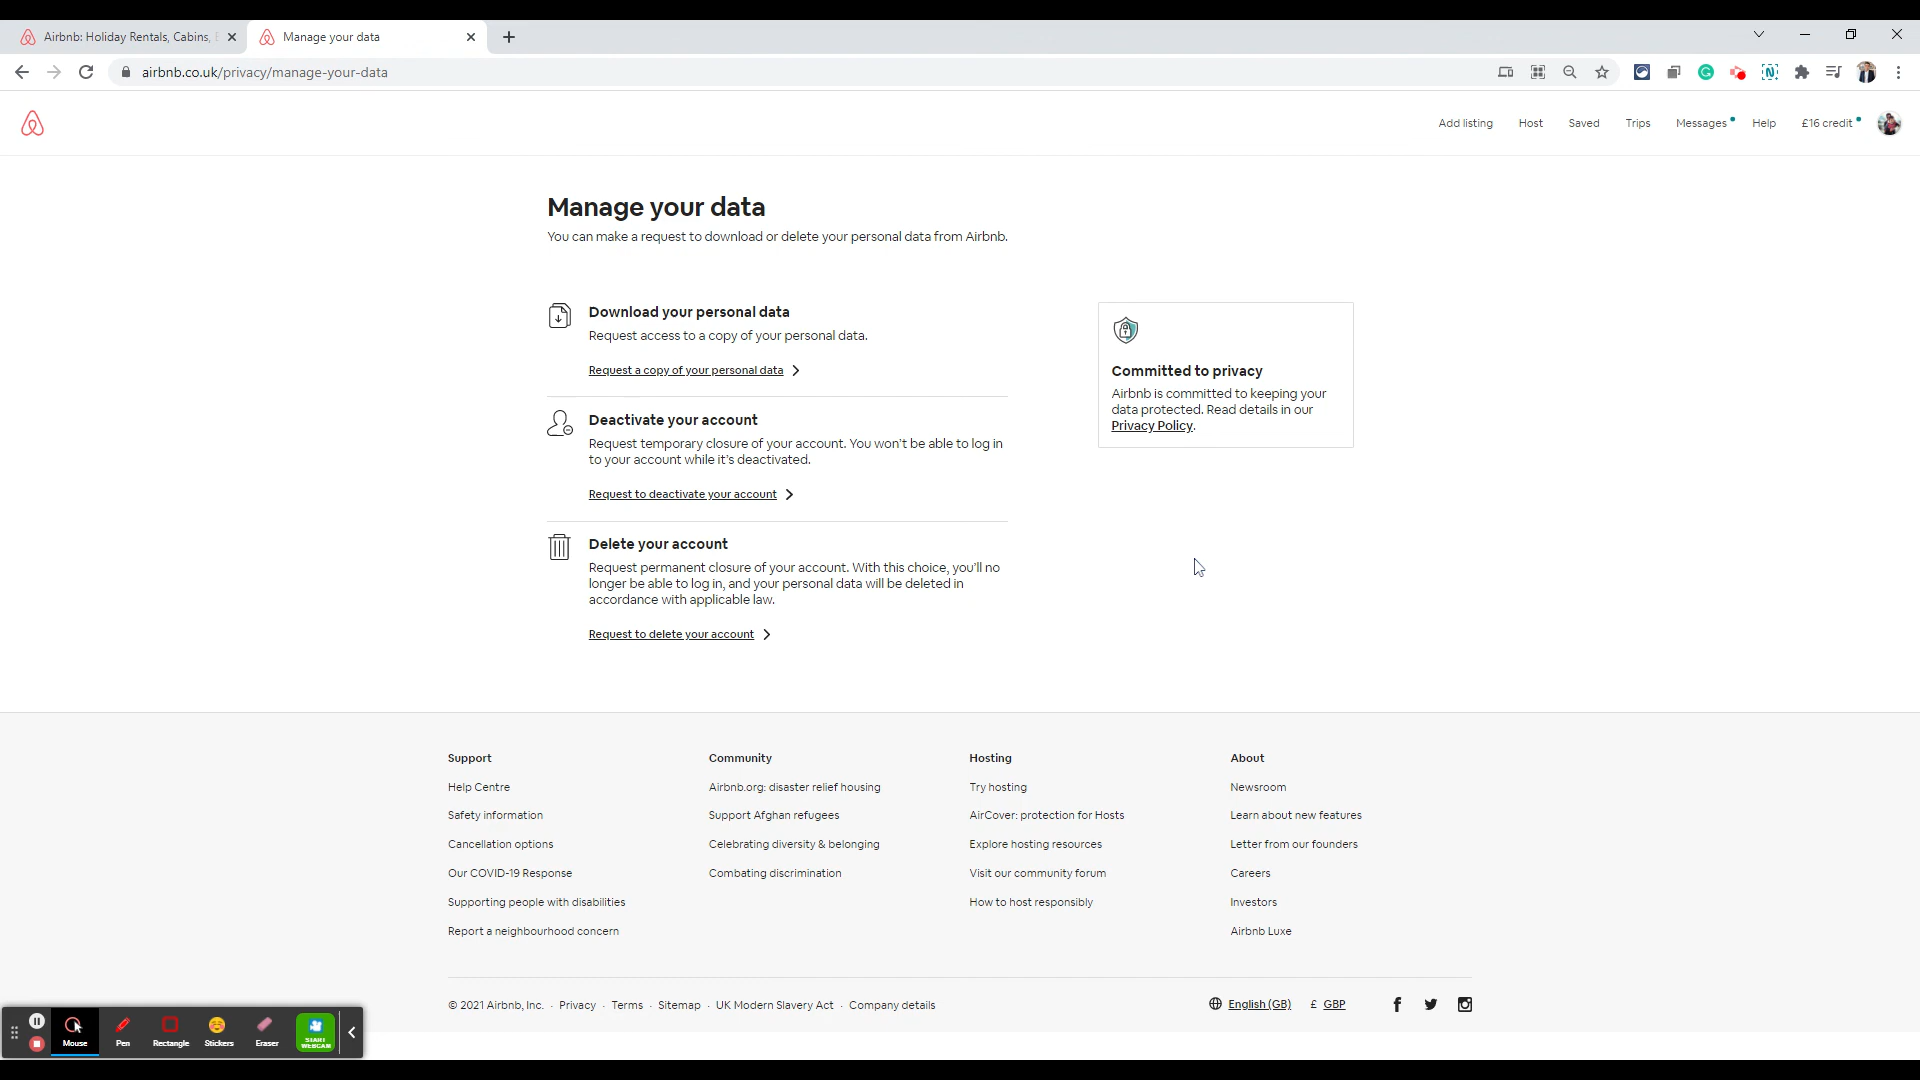 Airbnb: Holiday Rentals, Cabins,
Manage your data
airbnb.co.uk/privacy/manage-your-data
Add listing
Host
Saved
Trips
Messages
Help
£16 credit
Manage your data
You can make a request to download or delete your personal data from Airbnb.
Download your personal data
Request access to a copy of your personal data.
Request a copy of your personal data
Deactivate your account
Request temporary closure of your account. You won't be able to log in
to your account while it's deactivated.
Request to deactivate your account
Delete your account
Request permanent closure of your account. With this choice, you'll no
longer be able to log in, and your personal data will be deleted in
accordance with applicable law.
Request to delete your account
Committed to privacy
Airbnb is committed to keeping your
data protected. Read details in our
Privacy Policy.
Support
Help Centre
Safety information
Cancellation options
Our COVID-19 Response
Supporting people with disabilities
Report a neighbourhood concern
Community
Airbnb.org: disaster relief housing
Support Afghan refugees
Celebrating diversity & belonging
Combating discrimination
Hosting
Try hosting
AirCover: protection for Hosts
Explore hosting resources
Visit our community forum
How to host responsibly
About
Newsroom
Learn about new features
Letter from our founders
Careers
Investors
Airbnb Luxe
© 2021 Airbnb, Inc. · Privacy · Terms · Sitemap · UK Modern Slavery Act · Company details
English (GB)
£ GBP
Mouse
Pen
Rectangle
Stickers
Eraser
START
WEBCAM